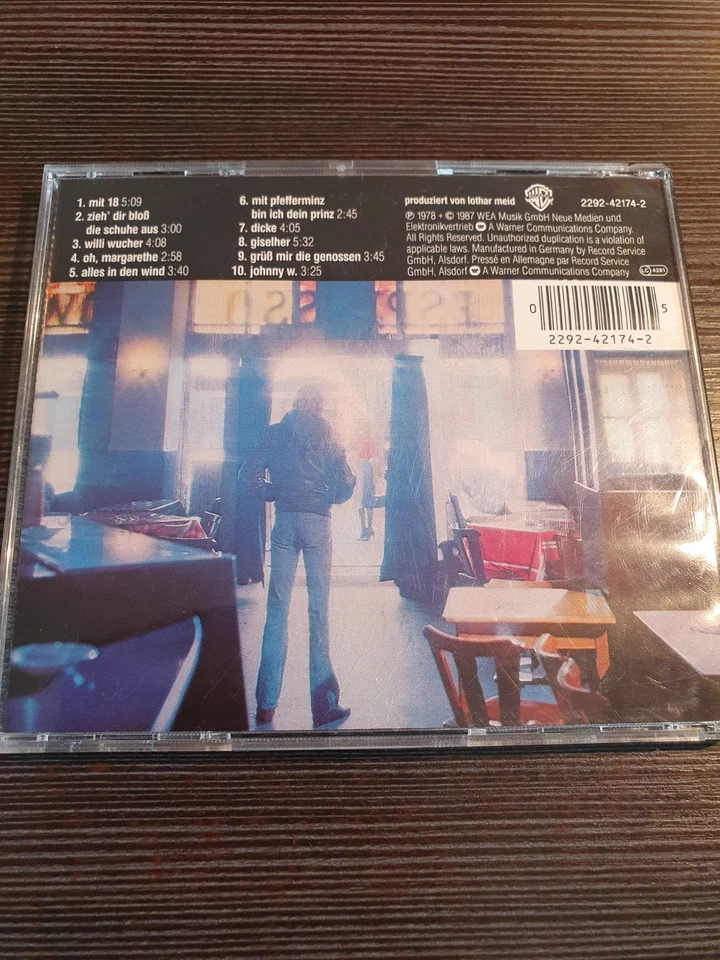 1. mit 18 5:09
2. zieh' dir bloß
die schuhe aus 3:00
3. willi wucher 4:08
4. oh, margarethe 2:58
5. alles in den wind 3:40
6. mit pfefferminz
bin ich dein prinz 2:45
7. dicke 4:05
8. giselher 5:32
9. grüß mir die genossen 3:45
10. johnny w. 3:25
produziert von lothar meid
2292-42174-2
℗ 1978 + © 1987 WEA Musik GmbH Neue Medien und
Elektronikvertrieb A Warner Communications Company.
All Rights Reserved. Unauthorized duplication is a violation of
applicable laws. Manufactured in Germany by Record Service
GmbH, Alsdorf. Pressé en Allemagne par Record Service
GmbH, Alsdorf A Warner Communications Company
LC 4281
0 5
2292-42174-2